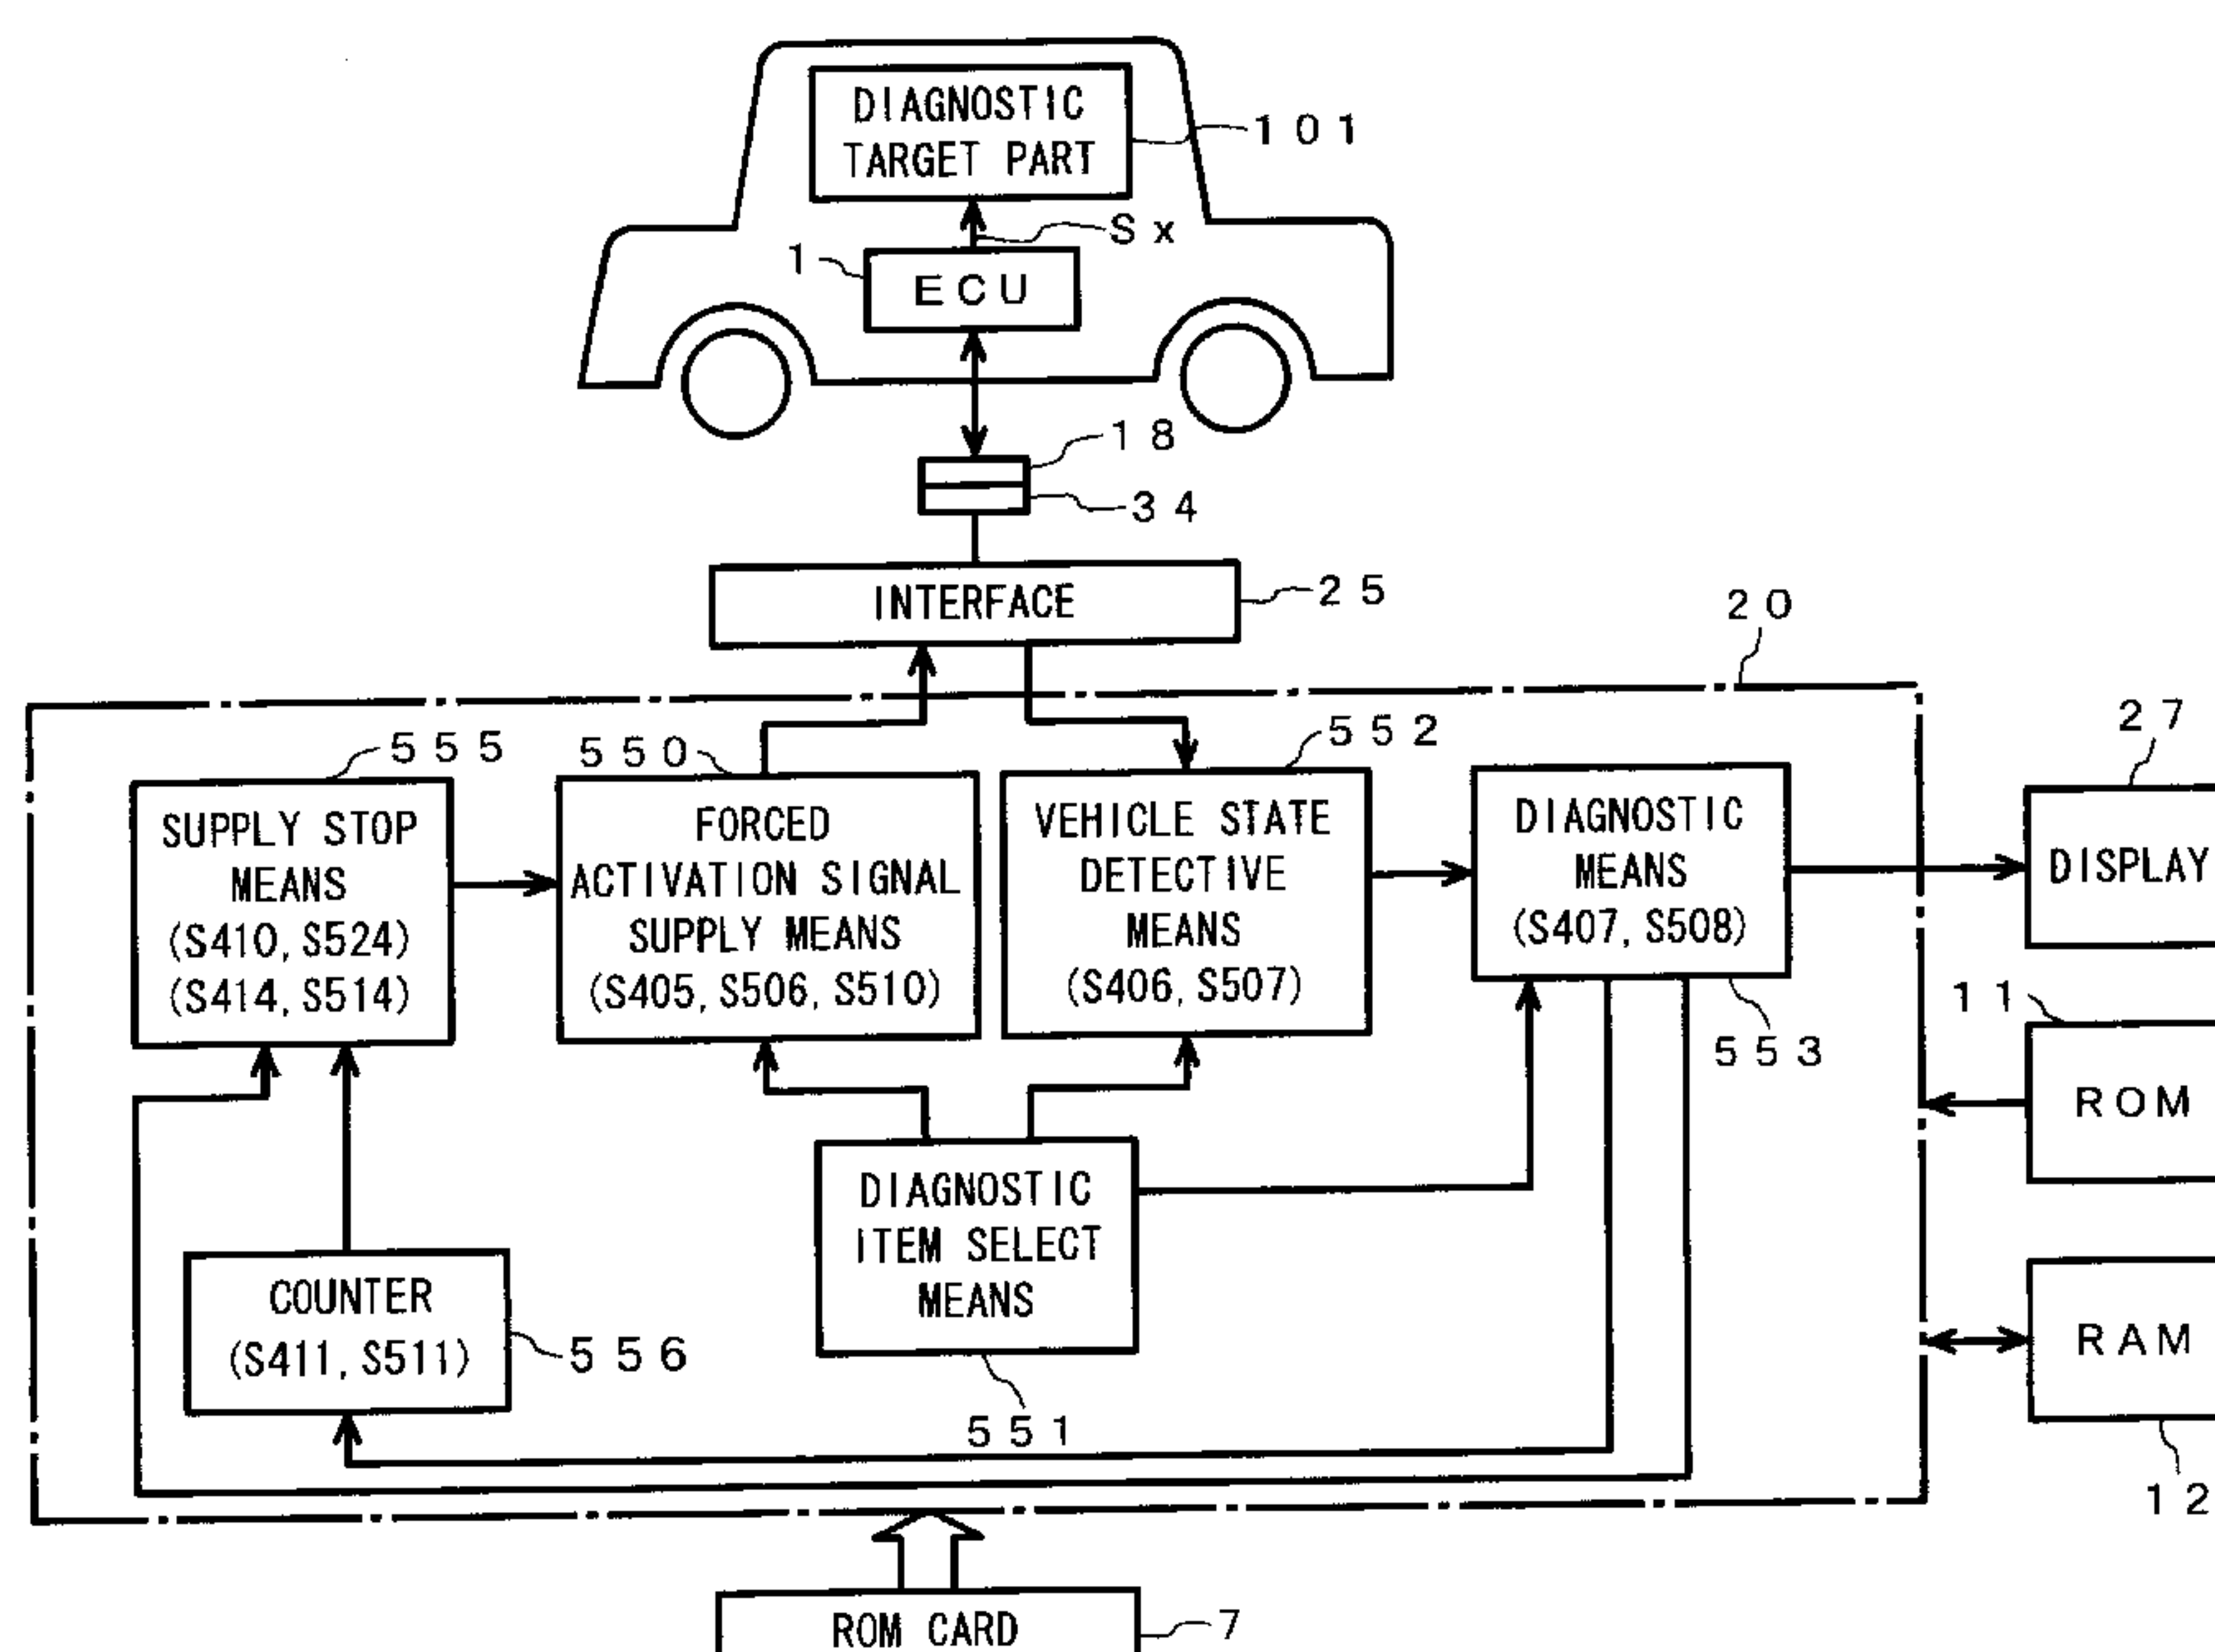 DIAGNOSTIC
TARGET PART
101
Sx
1
ECU
18
34
INTERFACE
25
20
27
555
550
552
SUPPLY STOP
MEANS
(S410, S524)
(S414, S514)
FORCED
ACTIVATION SIGNAL
SUPPLY MEANS
(S405, S506, S510)
VEHICLE STATE
DETECTIVE
MEANS
(S406, S507)
DIAGNOSTIC
MEANS
(S407, S508)
DISPLAY
11
553
ROM
DIAGNOSTIC
ITEM SELECT
MEANS
COUNTER
(S411, S511)
556
RAM
551
12
ROM CARD
7